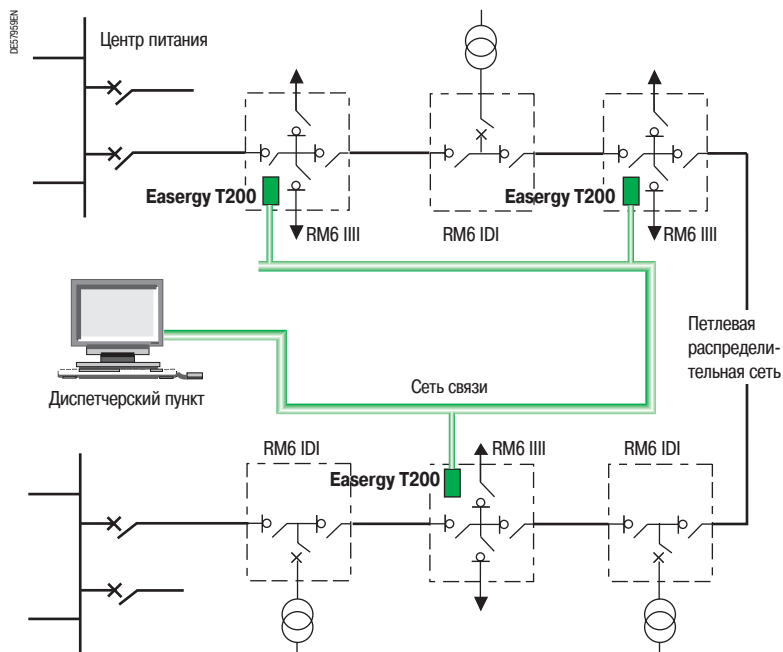 DE57959EN
Центр питания
Easergy T200
RM6 IIII
RM6 IDI
Easergy T200
RM6 IIII
Петлевая
распредели-
тельная сеть
Диспетчерский пункт
Сеть связи
RM6 IDI
Easergy T200
RM6 IIII
RM6 IDI